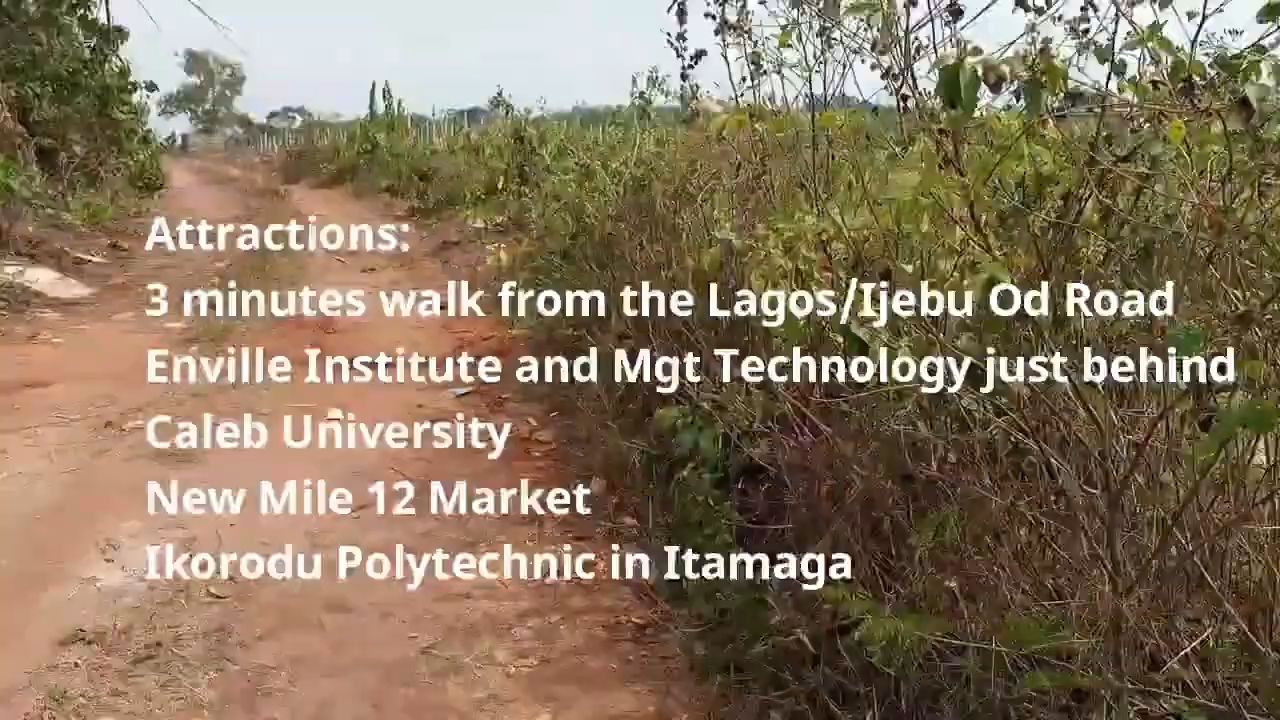 Attractions:
3 minutes walk from the Lagos/Ijebu Od Road
Enville Institute and Mgt Technology just behind
Caleb University
New Mile 12 Market
Ikorodu Polytechnic in Itamaga